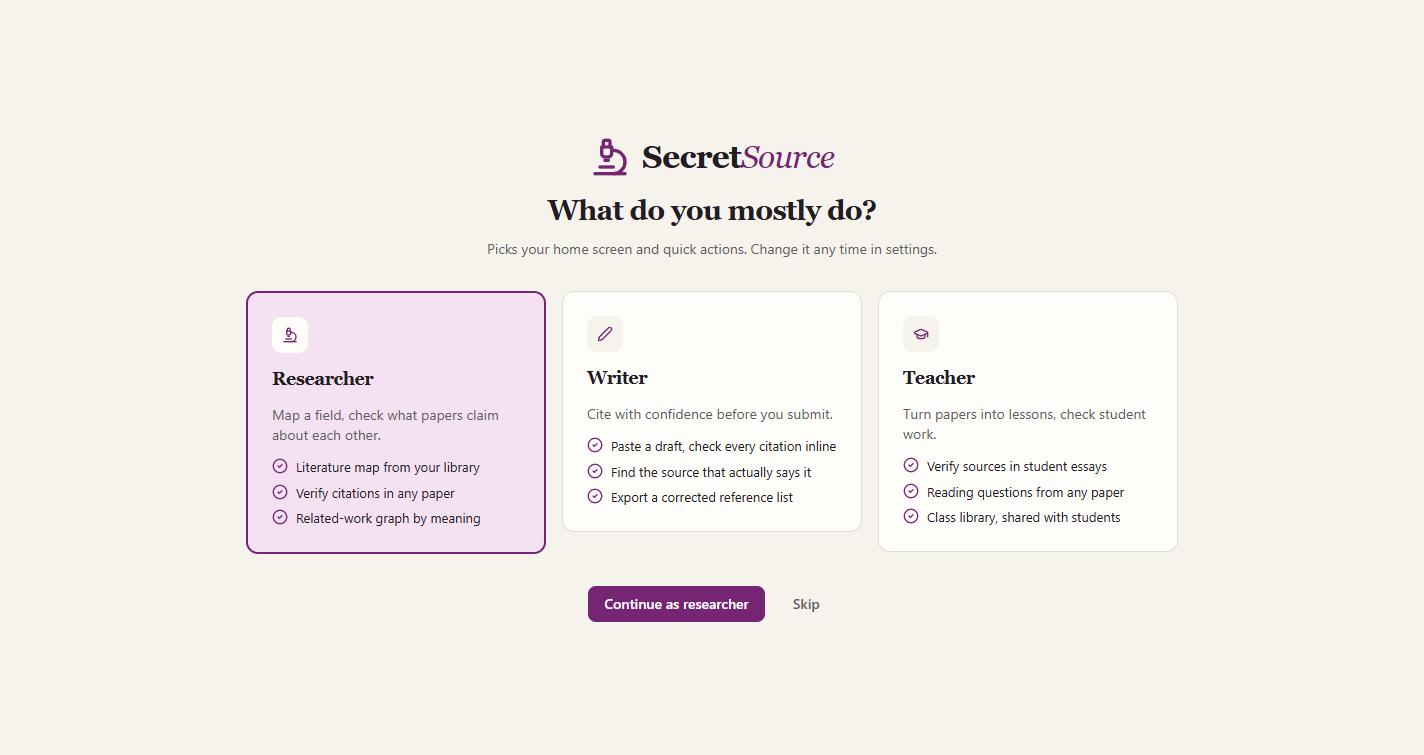 SecretSource
What do you mostly do?
Picks your home screen and quick actions. Change it any time in settings.
Researcher
Map a field, check what papers claim
about each other.
Literature map from your library
Verify citations in any paper
Related-work graph by meaning
Writer
Cite with confidence before you submit.
Paste a draft, check every citation inline
Find the source that actually says it
Export a corrected reference list
Teacher
Turn papers into lessons, check student
work.
Verify sources in student essays
Reading questions from any paper
Class library, shared with students
Continue as researcher
Skip